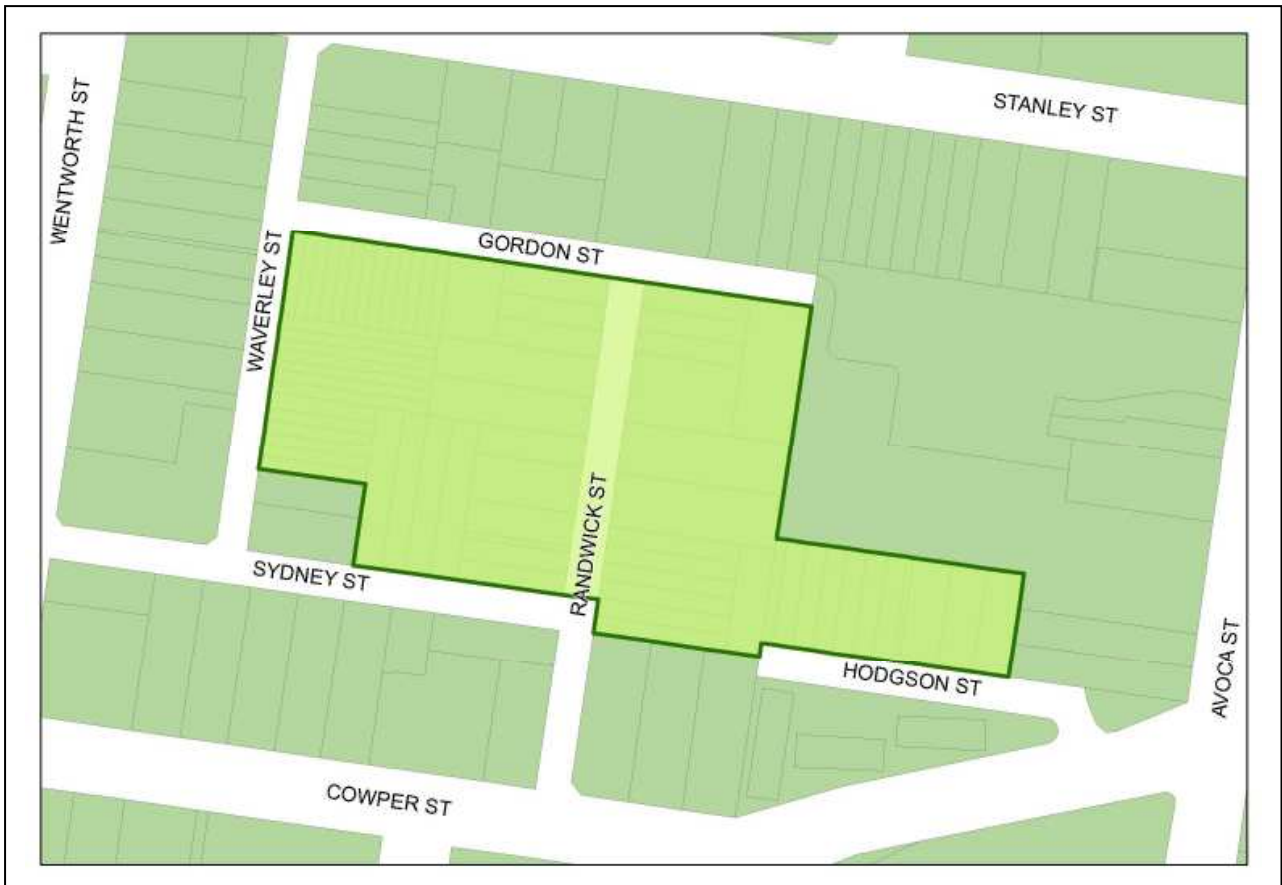 WENTWORTH ST
STANLEY ST
GORDON ST
WAVERLEY ST
RANDWICK ST
SYDNEY ST
HODGSON ST
AVOCA ST
COWPER ST